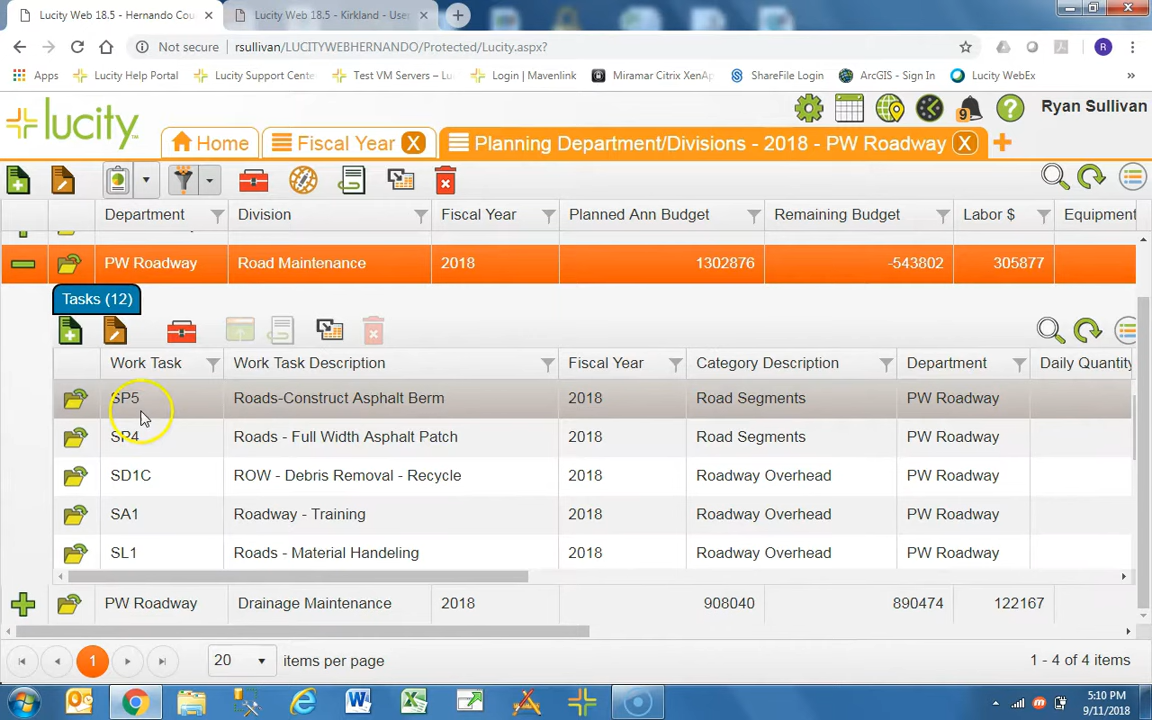 Lucity Web 18.5 - Hernando Cou
Lucity Web 18.5 - Kirkland - Use
Not secure rsullivan/LUCITYWEBHERNANDO/Protected/Lucity.aspx?
R
Apps Lucity Help Portal Lucity Support Cente Test VM Servers – Lu Login | Mavenlink Miramar Citrix XenAp ShareFile Login ArcGIS - Sign In Lucity WebEx
lucity
9
Ryan Sullivan
Home Fiscal Year X Planning Department/Divisions - 2018 - PW Roadway X
Department Division Fiscal Year Planned Ann Budget Remaining Budget Labor $ Equipment
PW Roadway Road Maintenance 2018 1302876 -543802 305877
Tasks (12)
Work Task Work Task Description Fiscal Year Category Description Department Daily Quantity
SP5 Roads-Construct Asphalt Berm 2018 Road Segments PW Roadway
SP4 Roads - Full Width Asphalt Patch 2018 Road Segments PW Roadway
SD1C ROW - Debris Removal - Recycle 2018 Roadway Overhead PW Roadway
SA1 Roadway - Training 2018 Roadway Overhead PW Roadway
SL1 Roads - Material Handeling 2018 Roadway Overhead PW Roadway
PW Roadway Drainage Maintenance 2018 908040 890474 122167
1 20 items per page 1 - 4 of 4 items
5:10 PM
9/11/2018